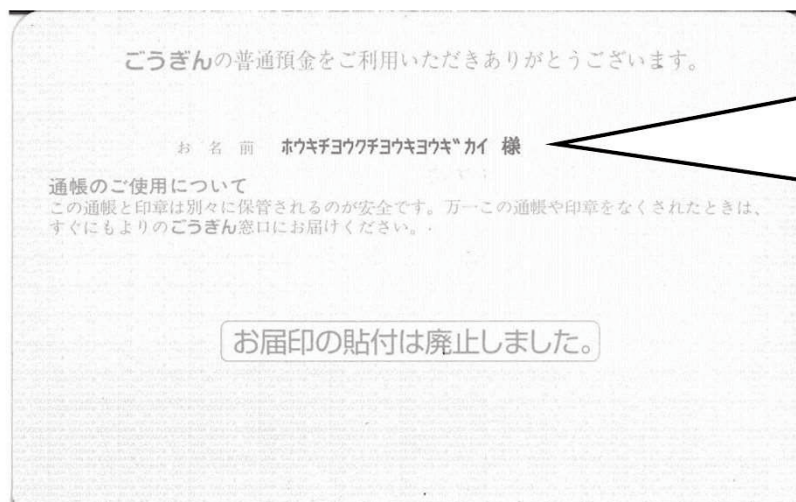 ごうぎんの普通預金をご利用いただきありがとうございます。
お名前 ホウキチヨウクチヨウキヨウギカイ 様
通帳のご使用について
この通帳と印章は別々に保管されるのが安全です。万一この通帳や印章をなくされたときは、
すぐにもよりのごうぎん窓口にお届けください。
お届印の貼付は廃止しました。